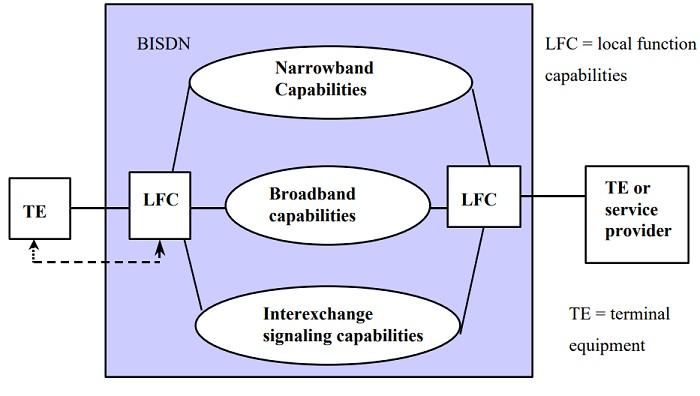 BISDN
Narrowband
Capabilities
LFC = local function
capabilities
TE
LFC
Broadband
capabilities
LFC
TE or
service
provider
Interexchange
signaling capabilities
TE = terminal
equipment